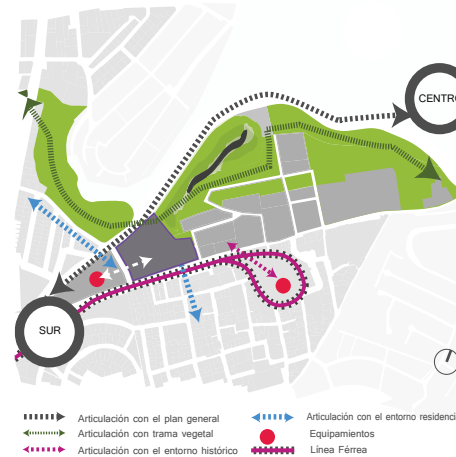 CENTRO
SUR
Articulación con el plan general
Articulación con trama vegetal
Articulación con el entorno histórico
Articulación con el entorno residenci
Equipamientos
Línea Férrea